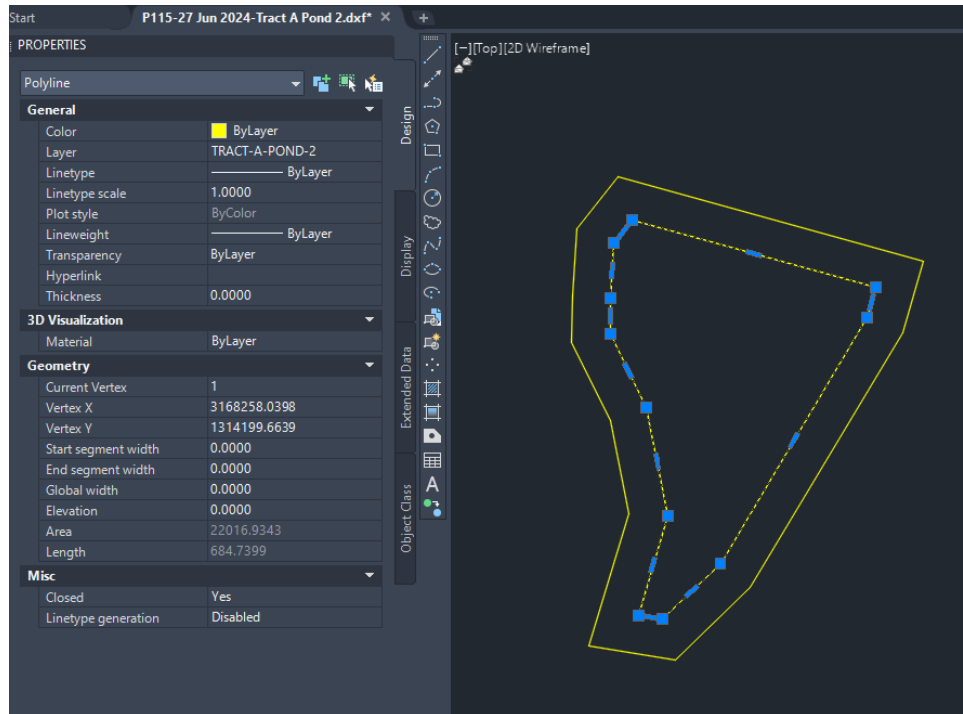 Start
P115-27 Jun 2024-Tract A Pond 2.dxf*
PROPERTIES
Polyline
General
Color ByLayer
Layer TRACT-A-POND-2
Linetype ByLayer
Linetype scale 1.0000
Plot style ByColor
Lineweight ByLayer
Transparency ByLayer
Hyperlink
Thickness 0.0000
3D Visualization
Material ByLayer
Geometry
Current Vertex 1
Vertex X 3168258.0398
Vertex Y 1314199.6639
Start segment width 0.0000
End segment width 0.0000
Global width 0.0000
Elevation 0.0000
Area 22016.9343
Length 684.7399
Misc
Closed Yes
Linetype generation Disabled
Design
Display
Extended Data
Object Class
A
[−][Top][2D Wireframe]